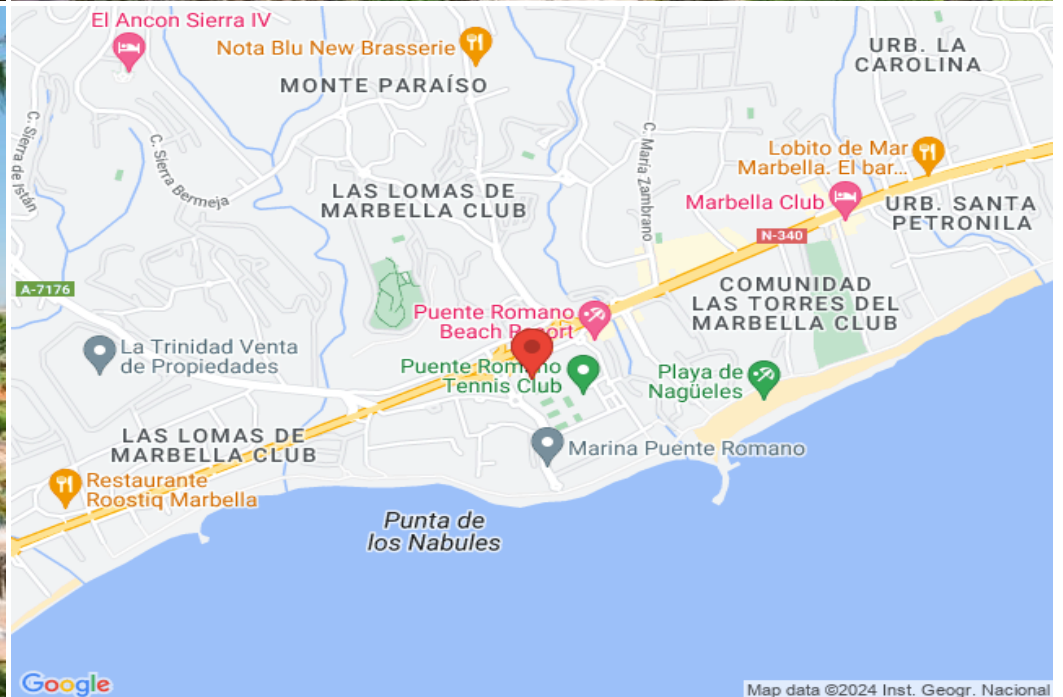 El Ancon Sierra IV
Nota Blu New Brasserie
MONTE PARAÍSO
URB. LA
CAROLINA
C. Sierra de Istán
C. Sierra Bermeja
C. María Zambrano
Lobito de Mar
Marbella. El bar...
LAS LOMAS DE
MARBELLA CLUB
Marbella Club
URB. SANTA
PETRONILA
N-340
A-7176
COMUNIDAD
LAS TORRES DEL
MARBELLA CLUB
Puente Romano
Beach Resort
La Trinidad Venta
de Propiedades
Puente Romano
Tennis Club
Playa de
Nagüeles
LAS LOMAS DE
MARBELLA CLUB
Marina Puente Romano
Restaurante
Roostiq Marbella
Punta de
los Nabules
Google
Map data ©2024 Inst. Geogr. Nacional